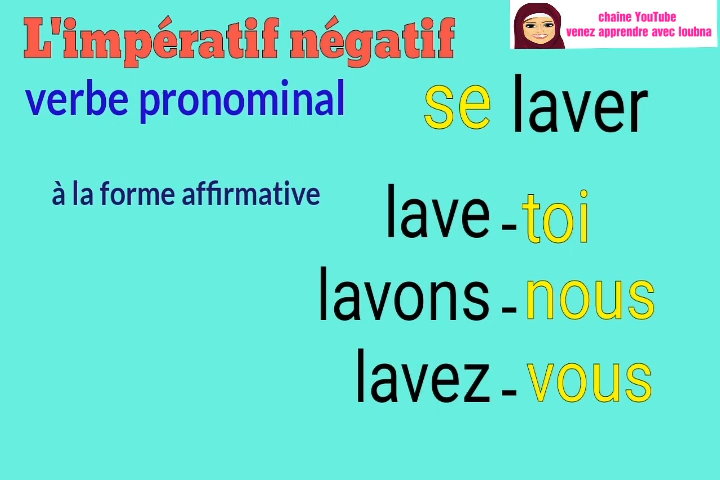 L'impératif négatif
chaine YouTube
venez apprendre avec loubna
verbe pronominal
se laver
à la forme affirmative
lave-toi
lavons-nous
lavez-vous